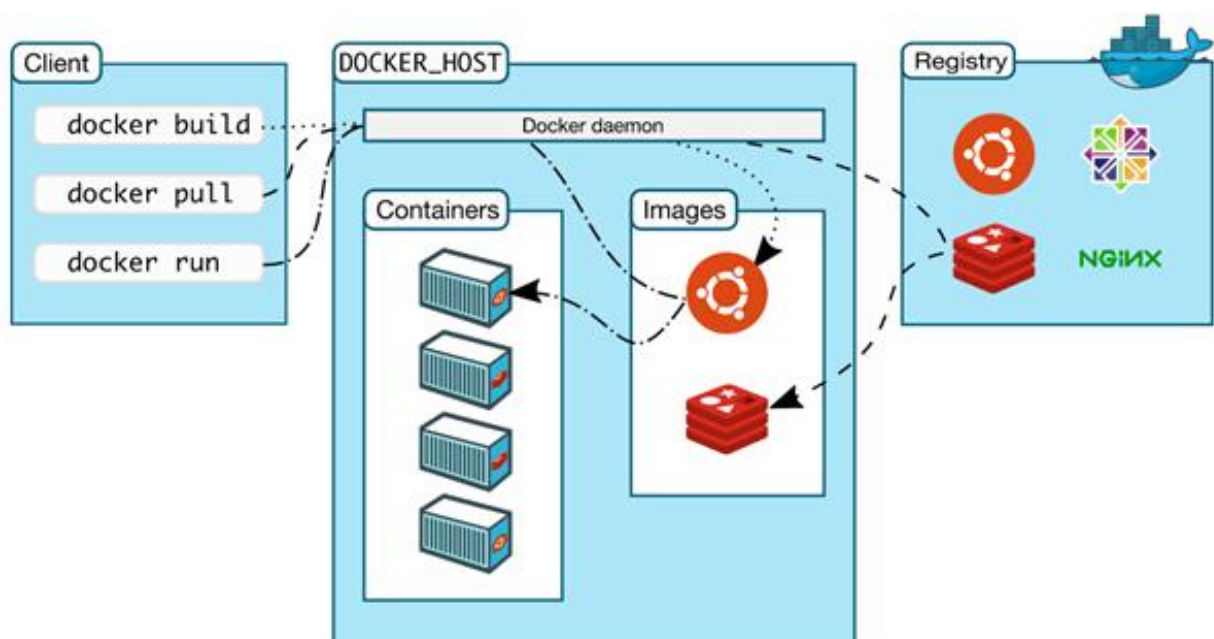 Client
docker build
docker pull
docker run
DOCKER_HOST
Docker daemon
Containers
Images
Registry
NGINX